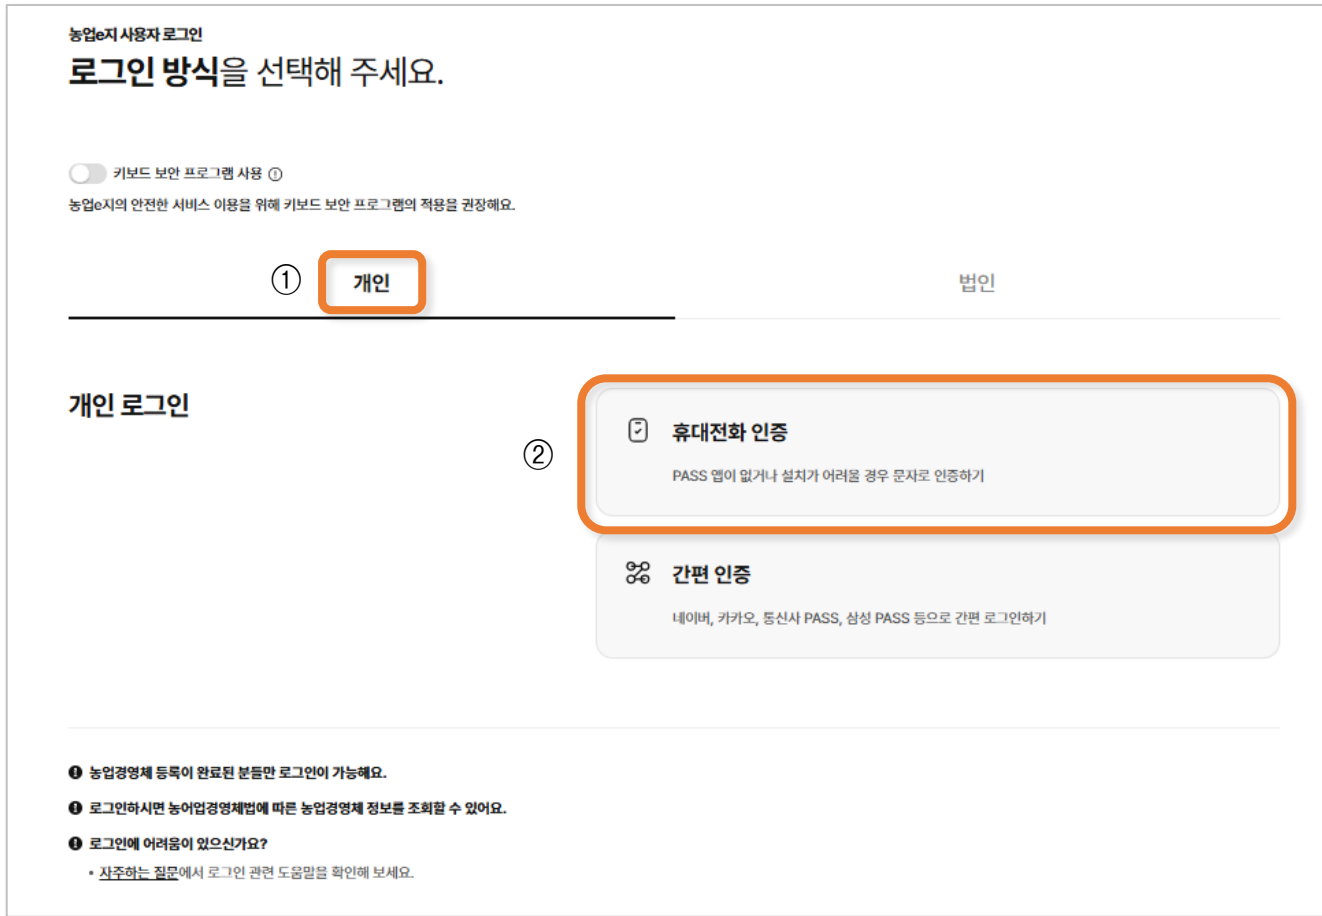 농업e지 사용자 로그인
로그인 방식을 선택해 주세요.
키보드 보안 프로그램 사용
농업e지의 안전한 서비스 이용을 위해 키보드 보안 프로그램의 적용을 권장해요.
① 개인
법인
개인 로그인
②
휴대전화 인증
PASS 앱이 없거나 설치가 어려울 경우 문자로 인증하기
간편 인증
네이버, 카카오, 통신사 PASS, 삼성 PASS 등으로 간편 로그인하기
농업경영체 등록이 완료된 분들만 로그인이 가능해요.
로그인하시면 농어업경영체법에 따른 농업경영체 정보를 조회할 수 있어요.
로그인에 어려움이 있으신가요?
• 자주하는 질문에서 로그인 관련 도움말을 확인해 보세요.